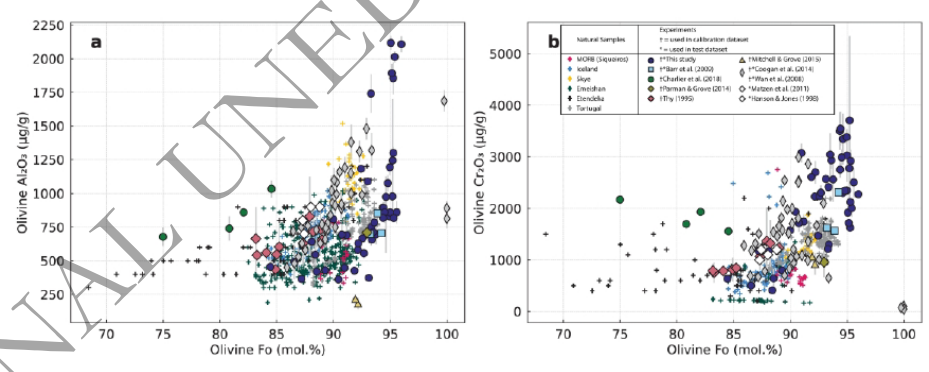 NAL UNED
a
2250
2000
1750
1500
1250
1000
750
500
250
Olivine Al₂O₃ (µg/g)
70 75 80 85 90 95 100
Olivine Fo (mol.%)
b
5000
4000
3000
2000
1000
0
Olivine Cr₂O₃ (µg/g)
70 75 80 85 90 95 100
Olivine Fo (mol.%)
Natural Samples
MORB (Siqueiros)
Iceland
Skye
Emeishan
Etendeka
Tortugal
Experiments
† = used in calibration dataset
* = used in test dataset
†*This study
†*Barr et al. (2009)
†Charlier et al. (2018)
†Parman & Grove (2014)
†Thy (1995)
†Mitchell & Grove (2015)
†*Coogan et al. (2014)
†*Wan et al. (2008)
*Matzen et al. (2011)
*Hanson & Jones (1998)